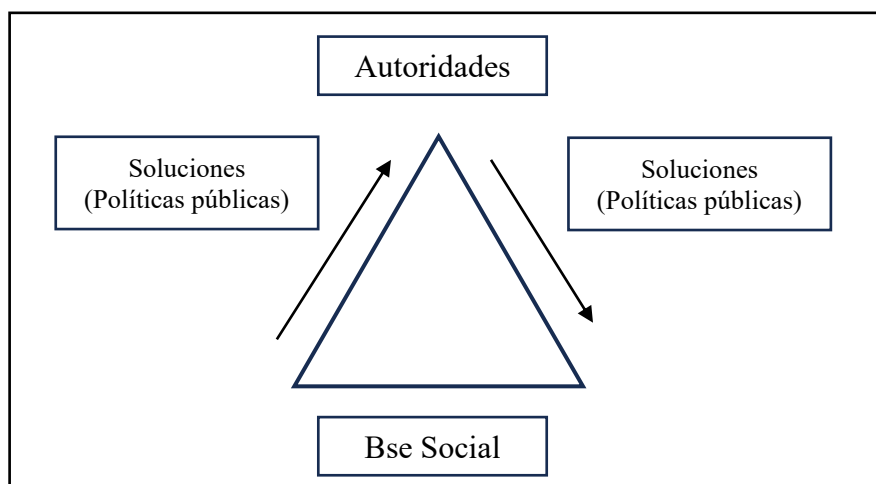 Autoridades
Soluciones
(Políticas públicas)
Soluciones
(Políticas públicas)
Bse Social